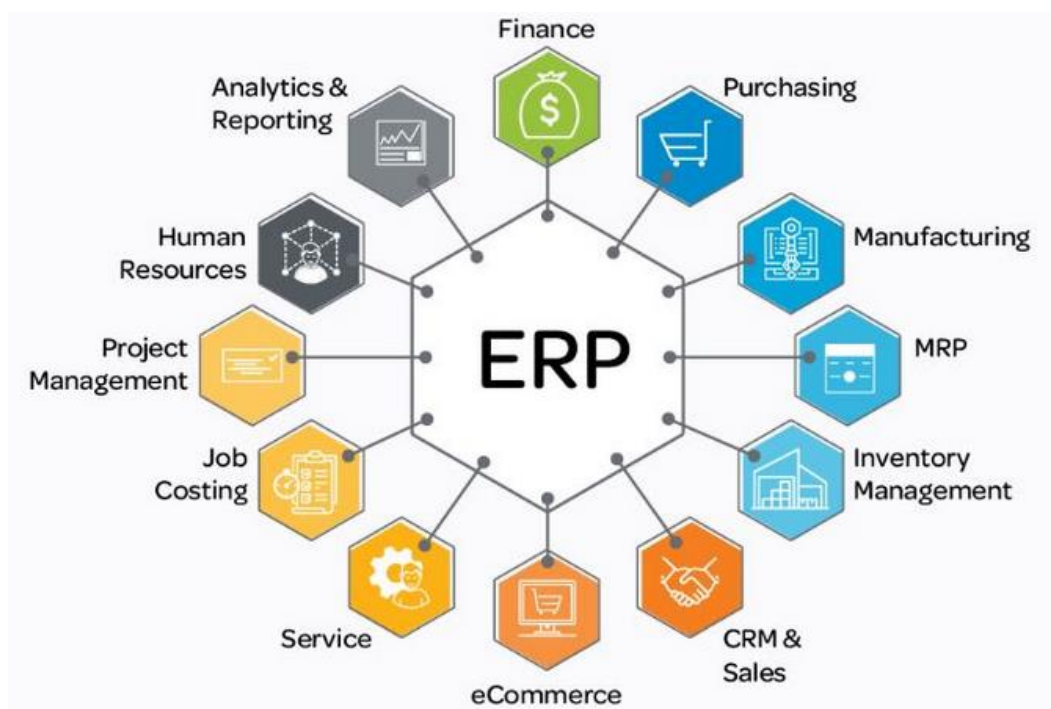 Finance
Purchasing
Manufacturing
MRP
Inventory
Management
CRM &
Sales
eCommerce
Service
Job
Costing
Project
Management
Human
Resources
Analytics &
Reporting
ERP
$